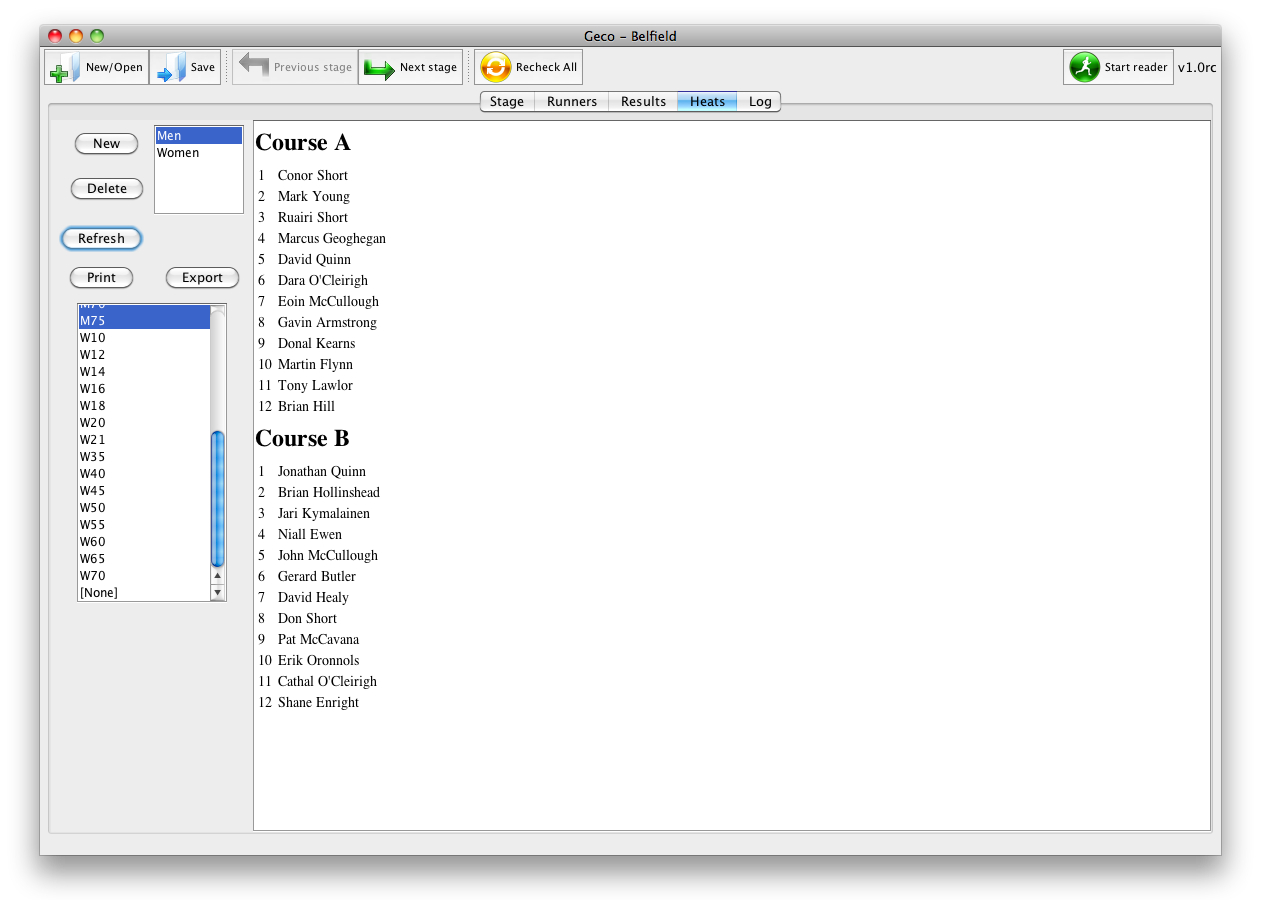 Geco – Belfield
New/Open Save Previous stage Next stage Recheck All Start reader v1.0rc
Stage Runners Results Heats Log
New
Delete
Refresh
Print Export
Men
Women
M75
W10
W12
W14
W16
W18
W20
W21
W35
W40
W45
W50
W55
W60
W65
W70
[None]
Course A
1 Conor Short
2 Mark Young
3 Ruairi Short
4 Marcus Geoghegan
5 David Quinn
6 Dara O'Cleirigh
7 Eoin McCullough
8 Gavin Armstrong
9 Donal Kearns
10 Martin Flynn
11 Tony Lawlor
12 Brian Hill
Course B
1 Jonathan Quinn
2 Brian Hollinshead
3 Jari Kymalainen
4 Niall Ewen
5 John McCullough
6 Gerard Butler
7 David Healy
8 Don Short
9 Pat McCavana
10 Erik Oronnols
11 Cathal O'Cleirigh
12 Shane Enright